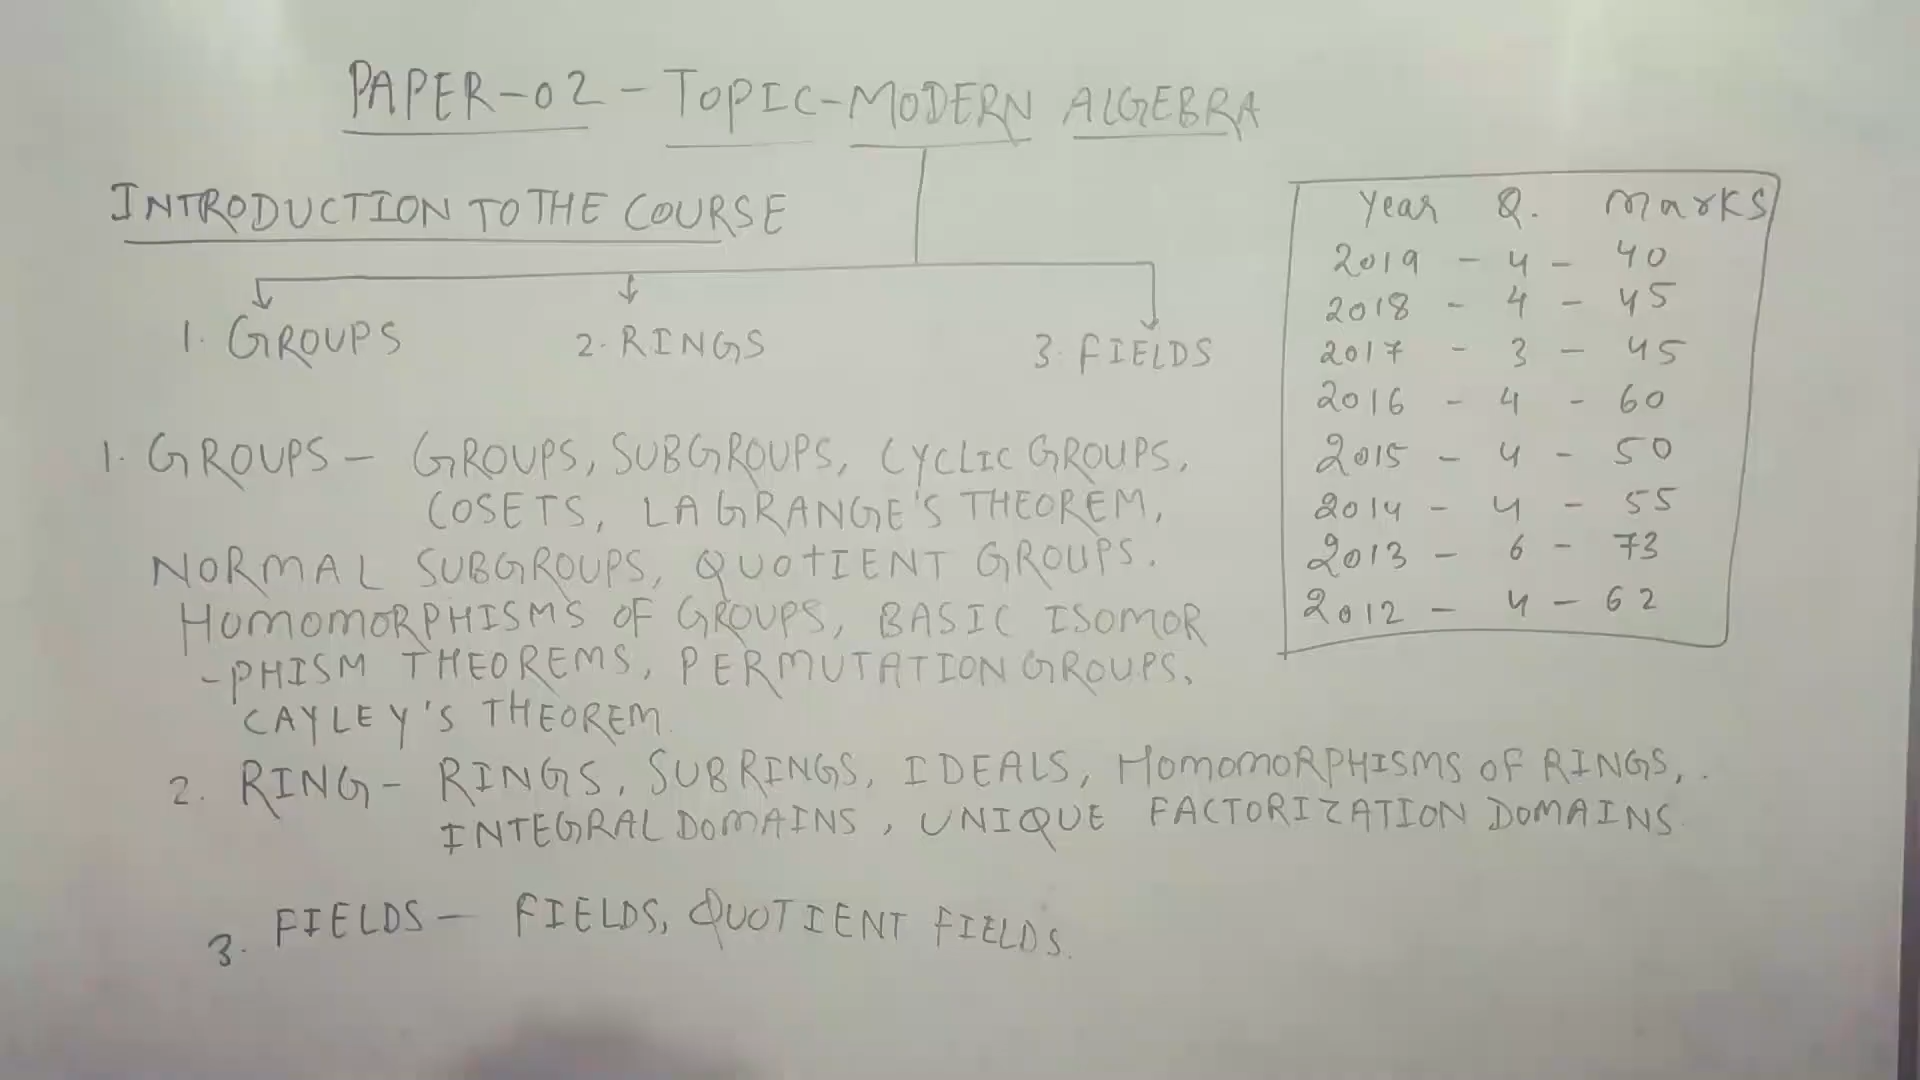 PAPER-02-TOPIC-MODERN ALGEBRA
INTRODUCTION TO THE COURSE
1. GROUPS 2. RINGS 3. FIELDS
Year Q. Marks
2019 - 4 - 40
2018 - 4 - 45
2017 - 3 - 45
2016 - 4 - 60
2015 - 4 - 50
2014 - 4 - 55
2013 - 6 - 73
2012 - 4 - 62
1. GROUPS - GROUPS, SUBGROUPS, CYCLIC GROUPS,
COSETS, LAGRANGE'S THEOREM,
NORMAL SUBGROUPS, QUOTIENT GROUPS.
HOMOMORPHISMS OF GROUPS, BASIC ISOMOR
-PHISM THEOREMS, PERMUTATION GROUPS,
CAYLEY'S THEOREM.
2. RING - RINGS, SUBRINGS, IDEALS, HOMOMORPHISMS OF RINGS,
INTEGRAL DOMAINS, UNIQUE FACTORIZATION DOMAINS.
3. FIELDS - FIELDS, QUOTIENT FIELDS.